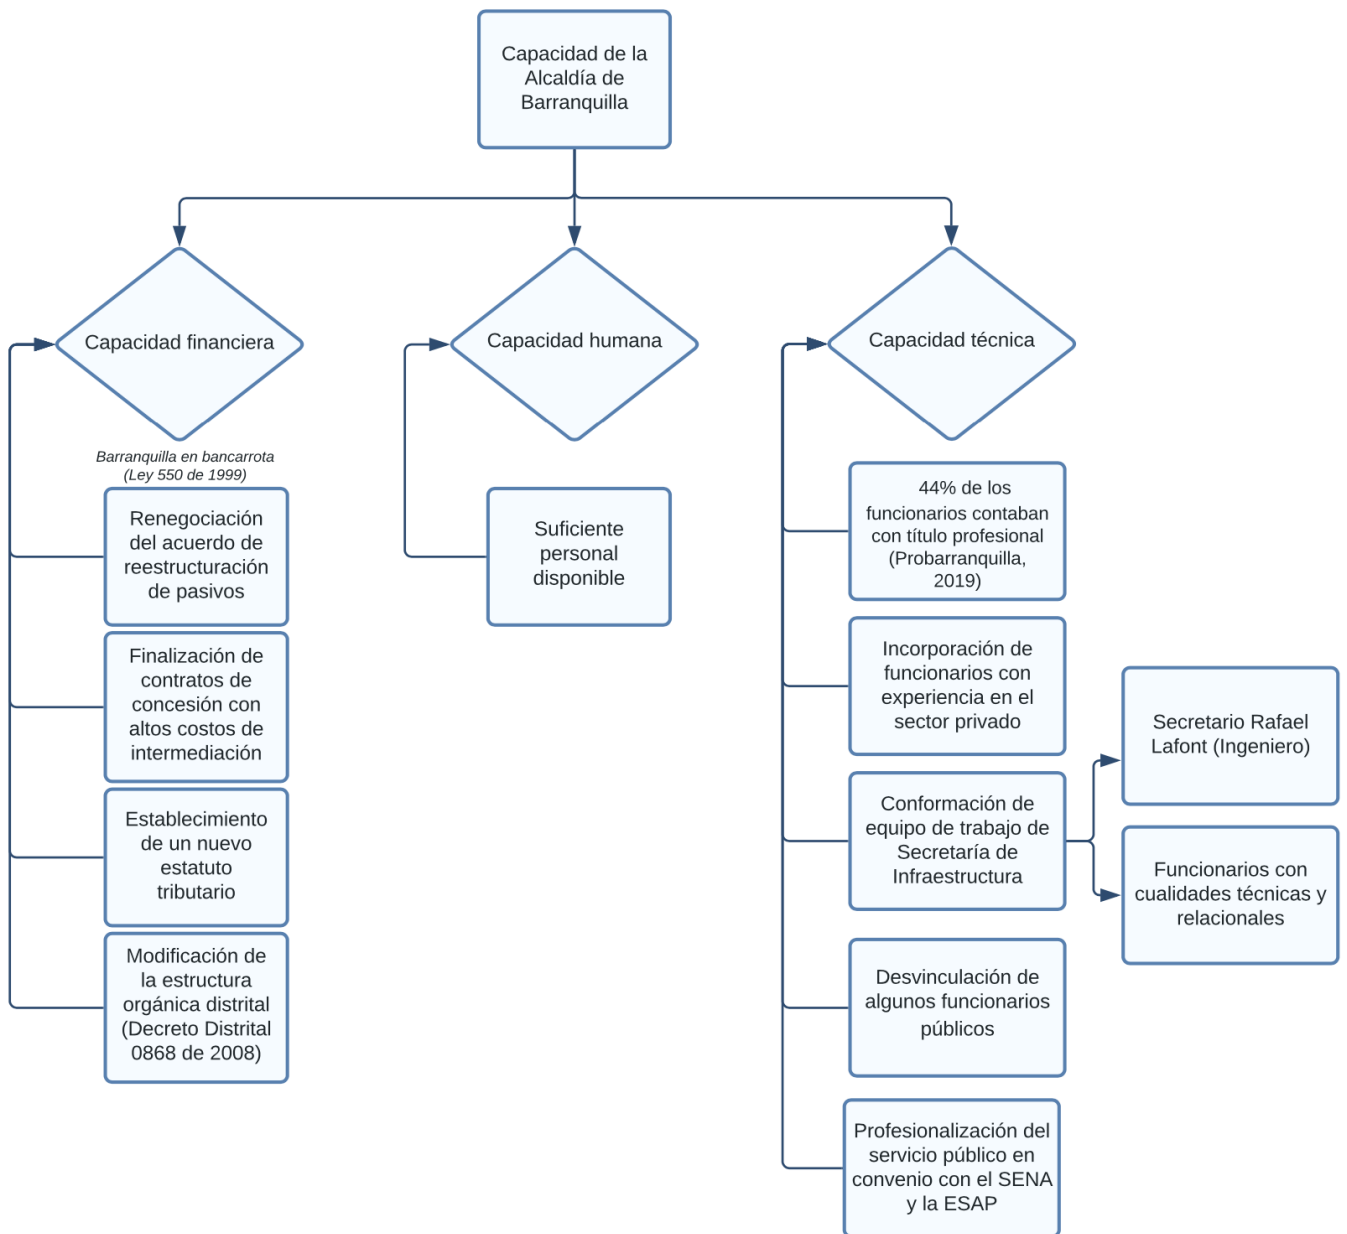 Capacidad de la
Alcaldía de
Barranquilla
Capacidad financiera
Capacidad humana
Capacidad técnica
Barranquilla en bancarrota
(Ley 550 de 1999)
Renegociación
del acuerdo de
reestructuración
de pasivos
Finalización de
contratos de
concesión con
altos costos de
intermediación
Establecimiento
de un nuevo
estatuto
tributario
Modificación de
la estructura
orgánica distrital
(Decreto Distrital
0868 de 2008)
Suficiente
personal
disponible
44% de los
funcionarios contaban
con título profesional
(Probarranquilla,
2019)
Incorporación de
funcionarios con
experiencia en el
sector privado
Conformación de
equipo de trabajo de
Secretaría de
Infraestructura
Secretario Rafael
Lafont (Ingeniero)
Funcionarios con
cualidades técnicas y
relacionales
Desvinculación de
algunos funcionarios
públicos
Profesionalización del
servicio público en
convenio con el SENA
y la ESAP